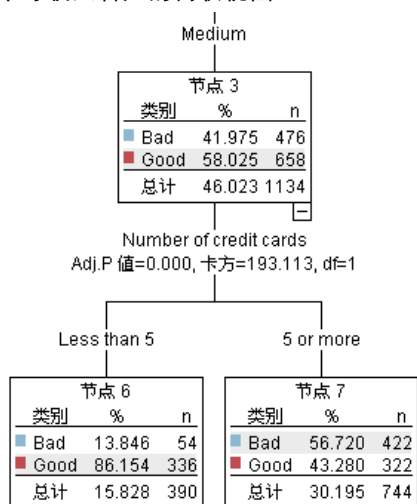 Medium
节点 3
类别 % n
Bad 41.975 476
Good 58.025 658
总计 46.023 1134
Number of credit cards
Adj.P 值=0.000, 卡方=193.113, df=1
Less than 5
5 or more
节点 6
类别 % n
Bad 13.846 54
Good 86.154 336
总计 15.828 390
节点 7
类别 % n
Bad 56.720 422
Good 43.280 322
总计 30.195 744